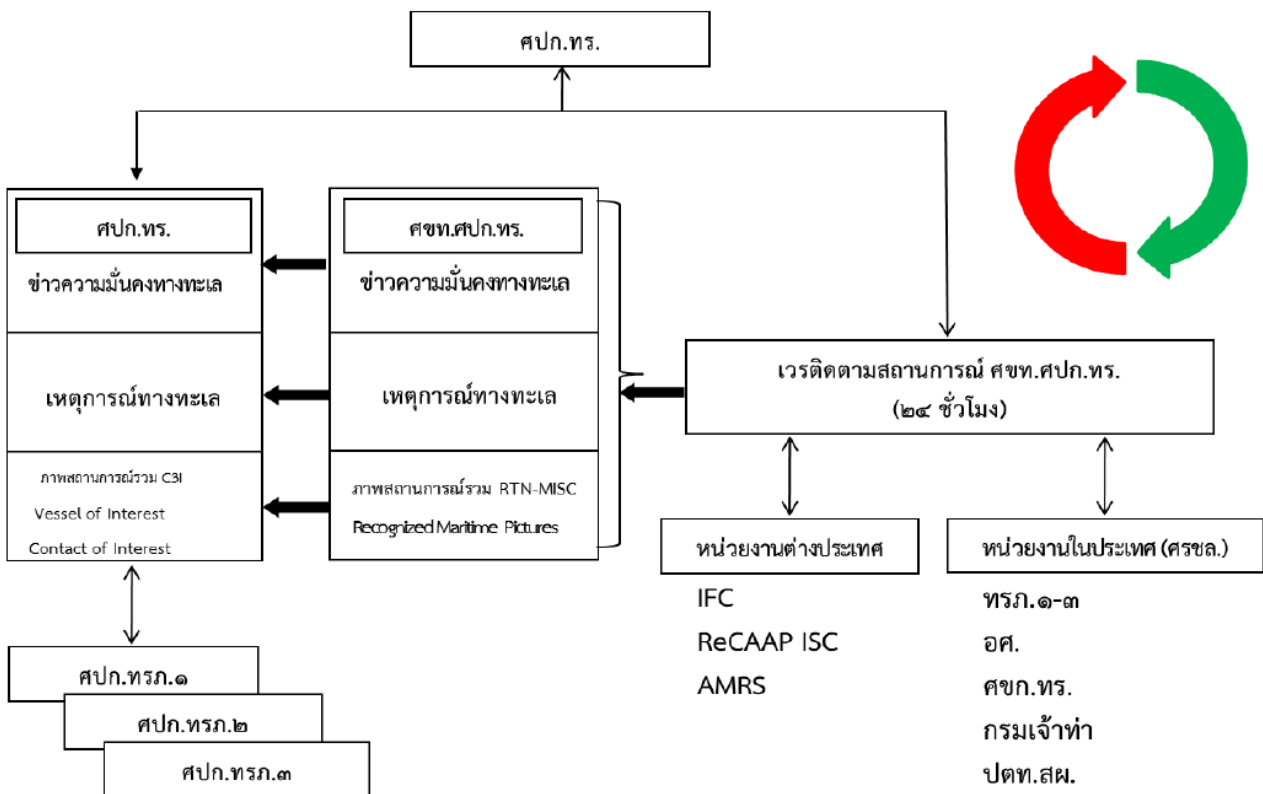 ศปก.ทร.
ศปก.ทร.
ข่าวความมั่นคงทางทะเล
เหตุการณ์ทางทะเล
ภาพสถานการณ์รวม C3I
Vessel of Interest
Contact of Interest
ศขท.ศปก.ทร.
ข่าวความมั่นคงทางทะเล
เหตุการณ์ทางทะเล
ภาพสถานการณ์รวม RTN-MISC
Recognized Maritime Pictures
เวรติดตามสถานการณ์ ศขท.ศปก.ทร.
(๒๔ ชั่วโมง)
หน่วยงานต่างประเทศ
IFC
ReCAAP ISC
AMRS
หน่วยงานในประเทศ (ศรชล.)
ทรภ.๑-๓
อศ.
ศขก.ทร.
กรมเจ้าท่า
ปตท.สผ.
ศปก.ทรภ.๑
ศปก.ทรภ.๒
ศปก.ทรภ.๓